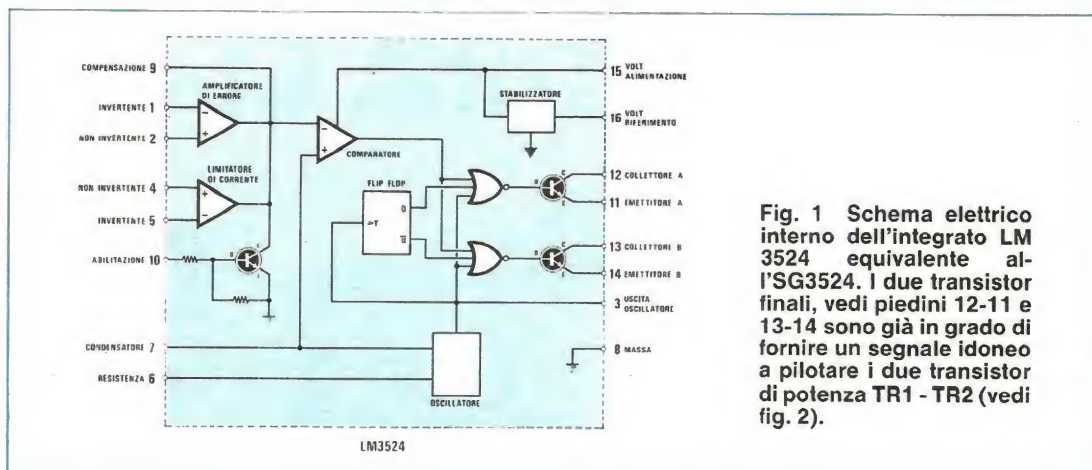 COMPENSAZIONE 9
AMPLIFICATORE
DI ERRORE
INVERTENTE 1
NON INVERTENTE 2
LIMITATORE
DI CORRENTE
NON INVERTENTE 4
INVERTENTE 5
ABILITAZIONE 10
B
C
E
CONDENSATORE 7
RESISTENZA 6
COMPARATORE
FLIP FLOP
>T
Q
Q̅
OSCILLATORE
STABILIZZATORE
15 VOLT
ALIMENTAZIONE
16 VOLT
RIFERIMENTO
B
C
E
12 COLLETTORE A
11 EMETTITORE A
B
C
E
13 COLLETTORE B
14 EMETTITORE B
3 USCITA
OSCILLATORE
8 MASSA
LM3524
Fig. 1 Schema elettrico
interno dell'integrato LM
3524 equivalente al-
l'SG3524. I due transistor
finali, vedi piedini 12-11 e
13-14 sono già in grado di
fornire un segnale idoneo
a pilotare i due transistor
di potenza TR1 - TR2 (vedi
fig. 2).